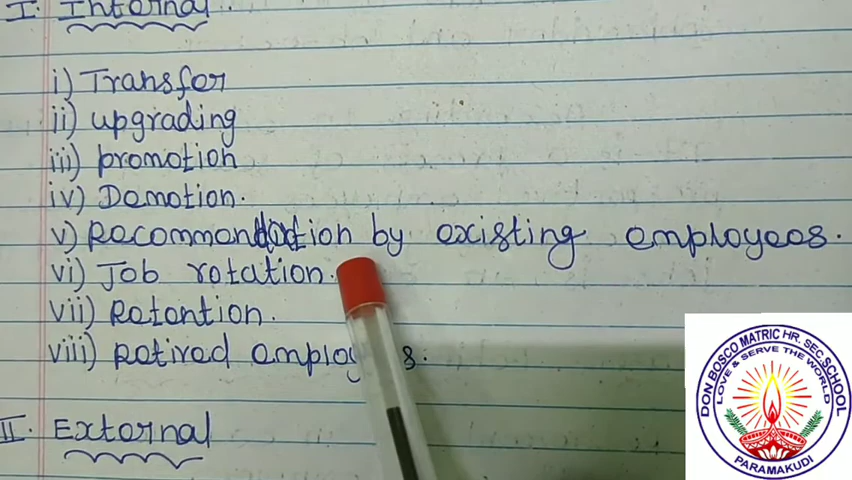 I. Internal.
i) Transfer
ii) upgrading
iii) promotion
iv) Demotion.
v) Recommendation by existing employees.
vi) Job rotation.
vii) Retention.
viii) Retired employees.
II. External
DON BOSCO MATRIC HR. SEC. SCHOOL
LOVE & SERVE THE WORLD
PARAMAKUDI